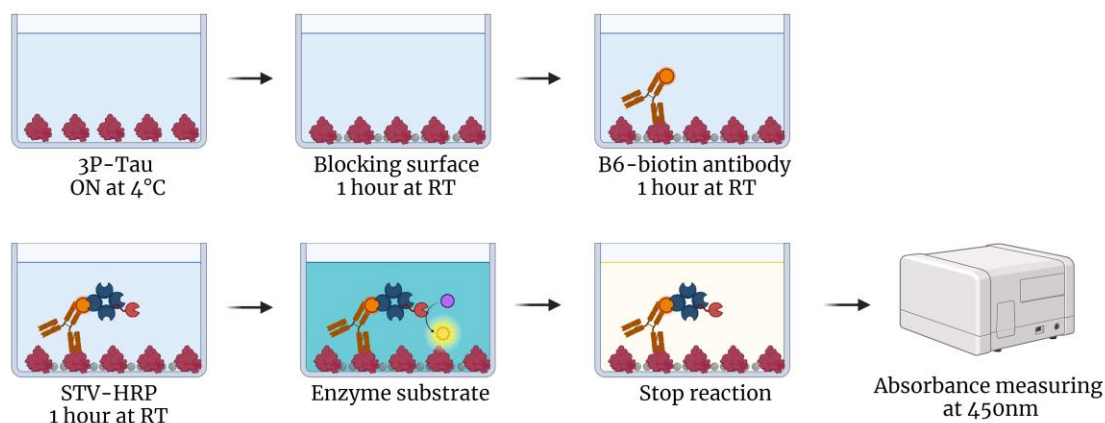 3P-Tau
ON at 4°C
Blocking surface
1 hour at RT
B6-biotin antibody
1 hour at RT
STV-HRP
1 hour at RT
Enzyme substrate
Stop reaction
Absorbance measuring
at 450nm